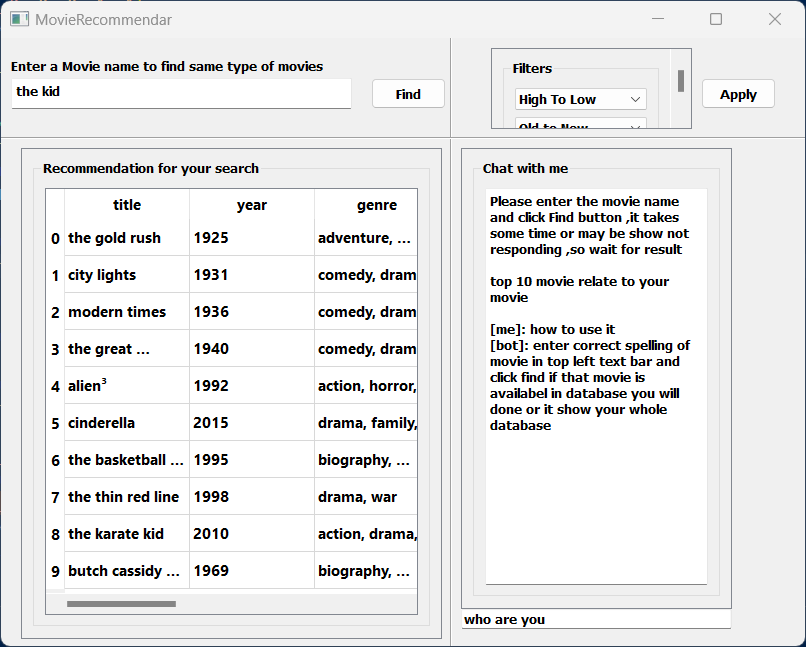 MovieRecommendar
Enter a Movie name to find same type of movies
the kid
Find
Filters
High To Low
Old to New
Apply
Recommendation for your search
title year genre
0 the gold rush 1925 adventure, ...
1 city lights 1931 comedy, dram
2 modern times 1936 comedy, dram
3 the great ... 1940 comedy, dram
4 alien³ 1992 action, horror,
5 cinderella 2015 drama, family,
6 the basketball ... 1995 biography, ...
7 the thin red line 1998 drama, war
8 the karate kid 2010 action, drama,
9 butch cassidy ... 1969 biography, ...
Chat with me
Please enter the movie name
and click Find button ,it takes
some time or may be show not
responding ,so wait for result
top 10 movie relate to your
movie
[me]: how to use it
[bot]: enter correct spelling of
movie in top left text bar and
click find if that movie is
availabel in database you will
done or it show your whole
database
who are you